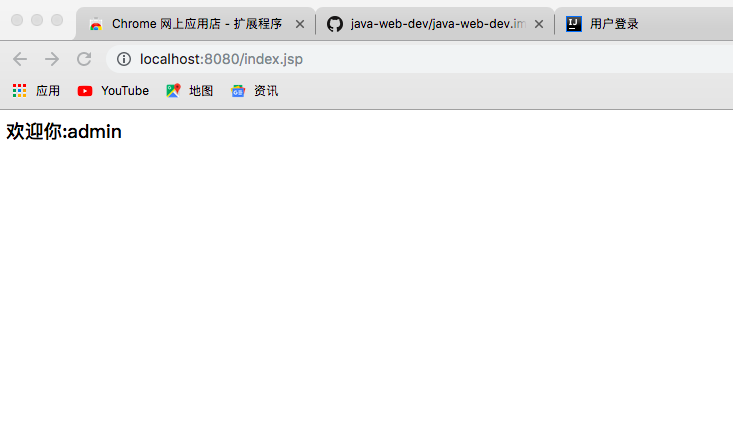 Chrome 网上应用店 - 扩展程序
java-web-dev/java-web-dev.im
用户登录
localhost:8080/index.jsp
应用 YouTube 地图 资讯
欢迎你:admin